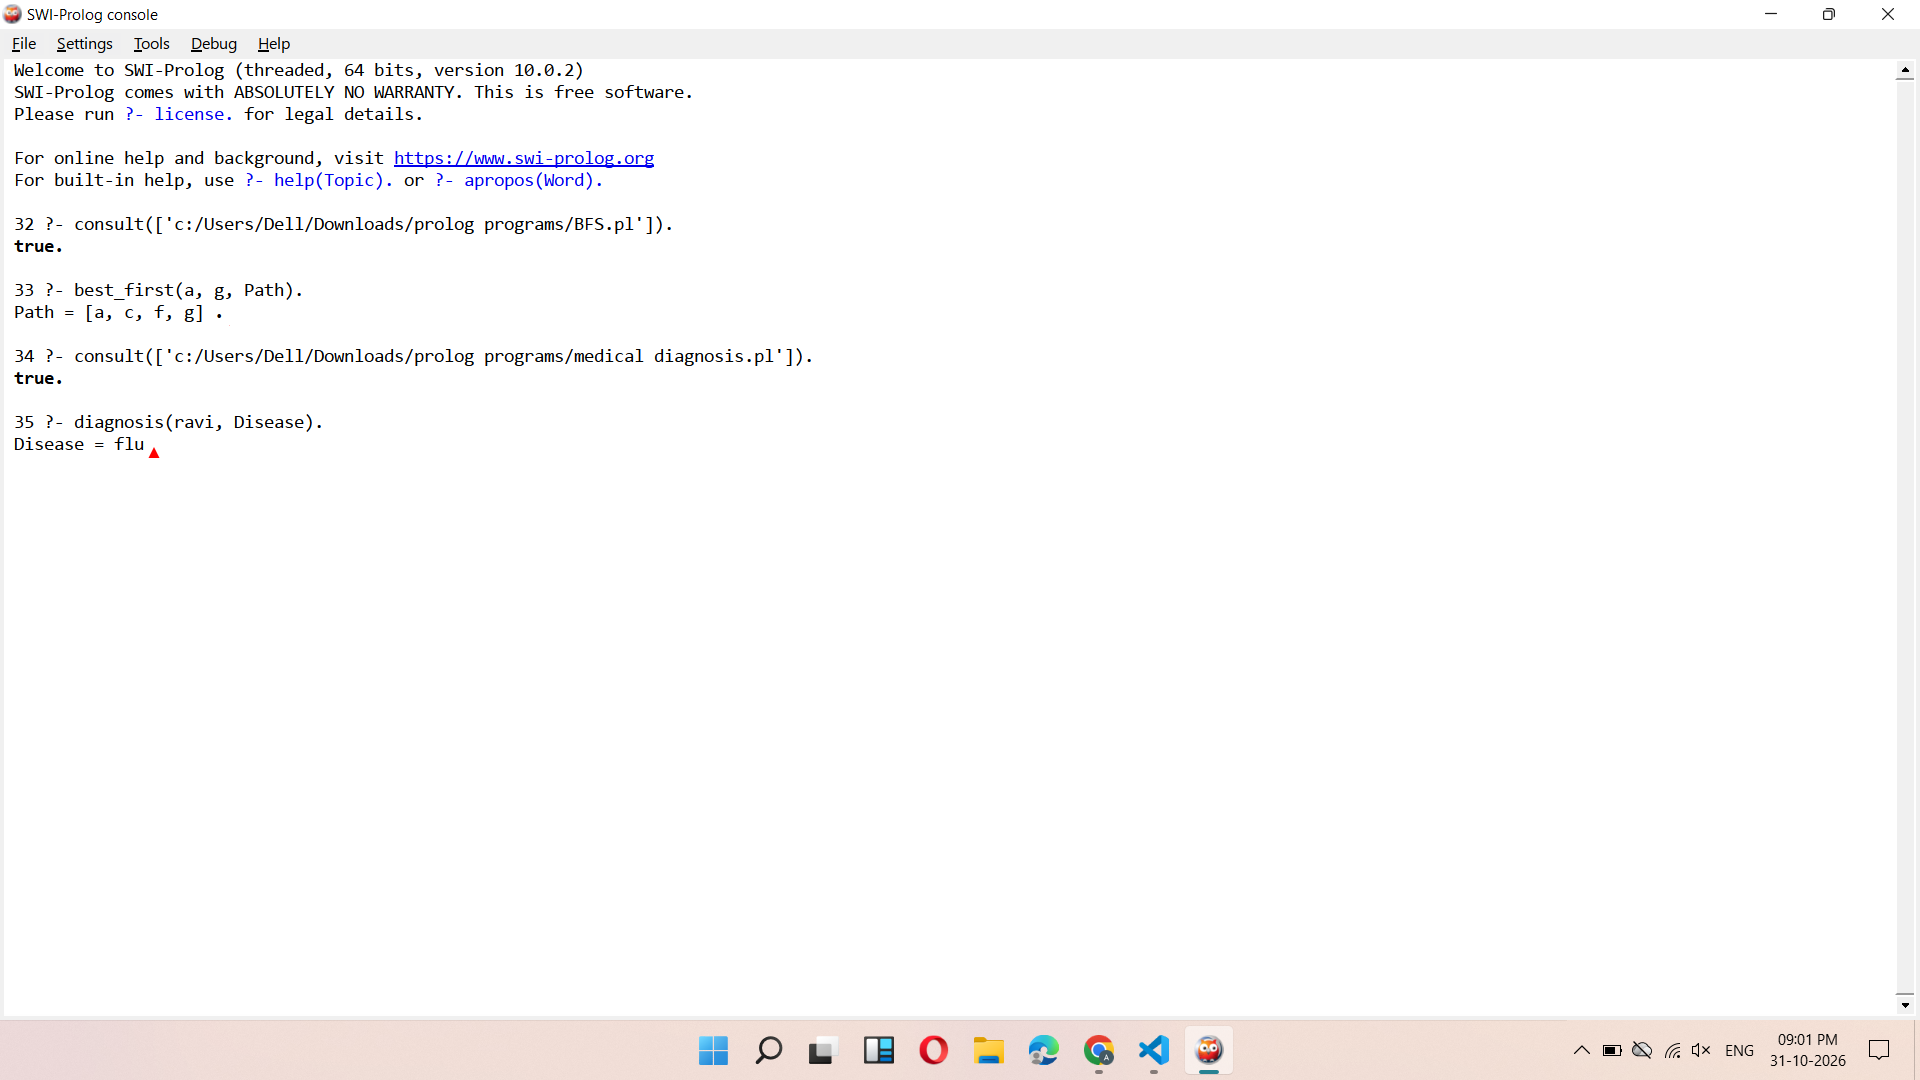 SWI-Prolog console
File Settings Tools Debug Help
Welcome to SWI-Prolog (threaded, 64 bits, version 10.0.2)
SWI-Prolog comes with ABSOLUTELY NO WARRANTY. This is free software.
Please run ?- license. for legal details.
For online help and background, visit https://www.swi-prolog.org
For built-in help, use ?- help(Topic). or ?- apropos(Word).
32 ?- consult(['c:/Users/Dell/Downloads/prolog programs/BFS.pl']).
true.
33 ?- best_first(a, g, Path).
Path = [a, c, f, g] .
34 ?- consult(['c:/Users/Dell/Downloads/prolog programs/medical diagnosis.pl']).
true.
35 ?- diagnosis(ravi, Disease).
Disease = flu
A
ENG
09:01 PM
31-10-2026